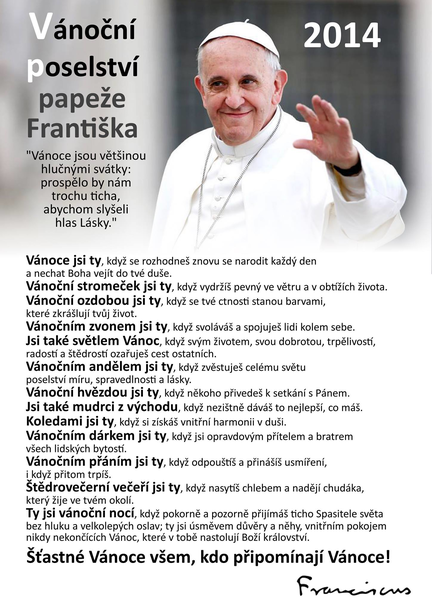 Vánoční
poselství
papeže
Františka
2014
"Vánoce jsou většinou
hlučnými svátky:
prospělo by nám
trochu ticha,
abychom slyšeli
hlas Lásky."
Vánoce jsi ty, když se rozhodneš znovu se narodit každý den
a nechat Boha vejít do tvé duše.
Vánoční stromeček jsi ty, když vydržíš pevný ve větru a v obtížích života.
Vánoční ozdobou jsi ty, když se tvé ctnosti stanou barvami,
které zkrášlují tvůj život.
Vánočním zvonem jsi ty, když svoláváš a spojuješ lidi kolem sebe.
Jsi také světlem Vánoc, když svým životem, svou dobrotou, trpělivostí,
radostí a štědrostí ozařuješ cest ostatních.
Vánočním andělem jsi ty, když zvěstuješ celému světu
poselství míru, spravedlnosti a lásky.
Vánoční hvězdou jsi ty, když někoho přivedeš k setkání s Pánem.
Jsi také mudrci z východu, když nezištně dáváš to nejlepší, co máš.
Koledami jsi ty, když si získáš vnitřní harmonii v duši.
Vánočním dárkem jsi ty, když jsi opravdovým přítelem a bratrem
všech lidských bytostí.
Vánočním přáním jsi ty, když odpouštíš a přinášíš usmíření,
i když přitom trpíš.
Štědrovečerní večeří jsi ty, když nasytíš chlebem a nadějí chudáka,
který žije ve tvém okolí.
Ty jsi vánoční nocí, když pokorně a pozorně přijímáš ticho Spasitele světa
bez hluku a velkolepých oslav; ty jsi úsměvem důvěry a něhy, vnitřním pokojem
nikdy nekončících Vánoc, které v tobě nastolují Boží království.
Šťastné Vánoce všem, kdo připomínají Vánoce!
Franciscus